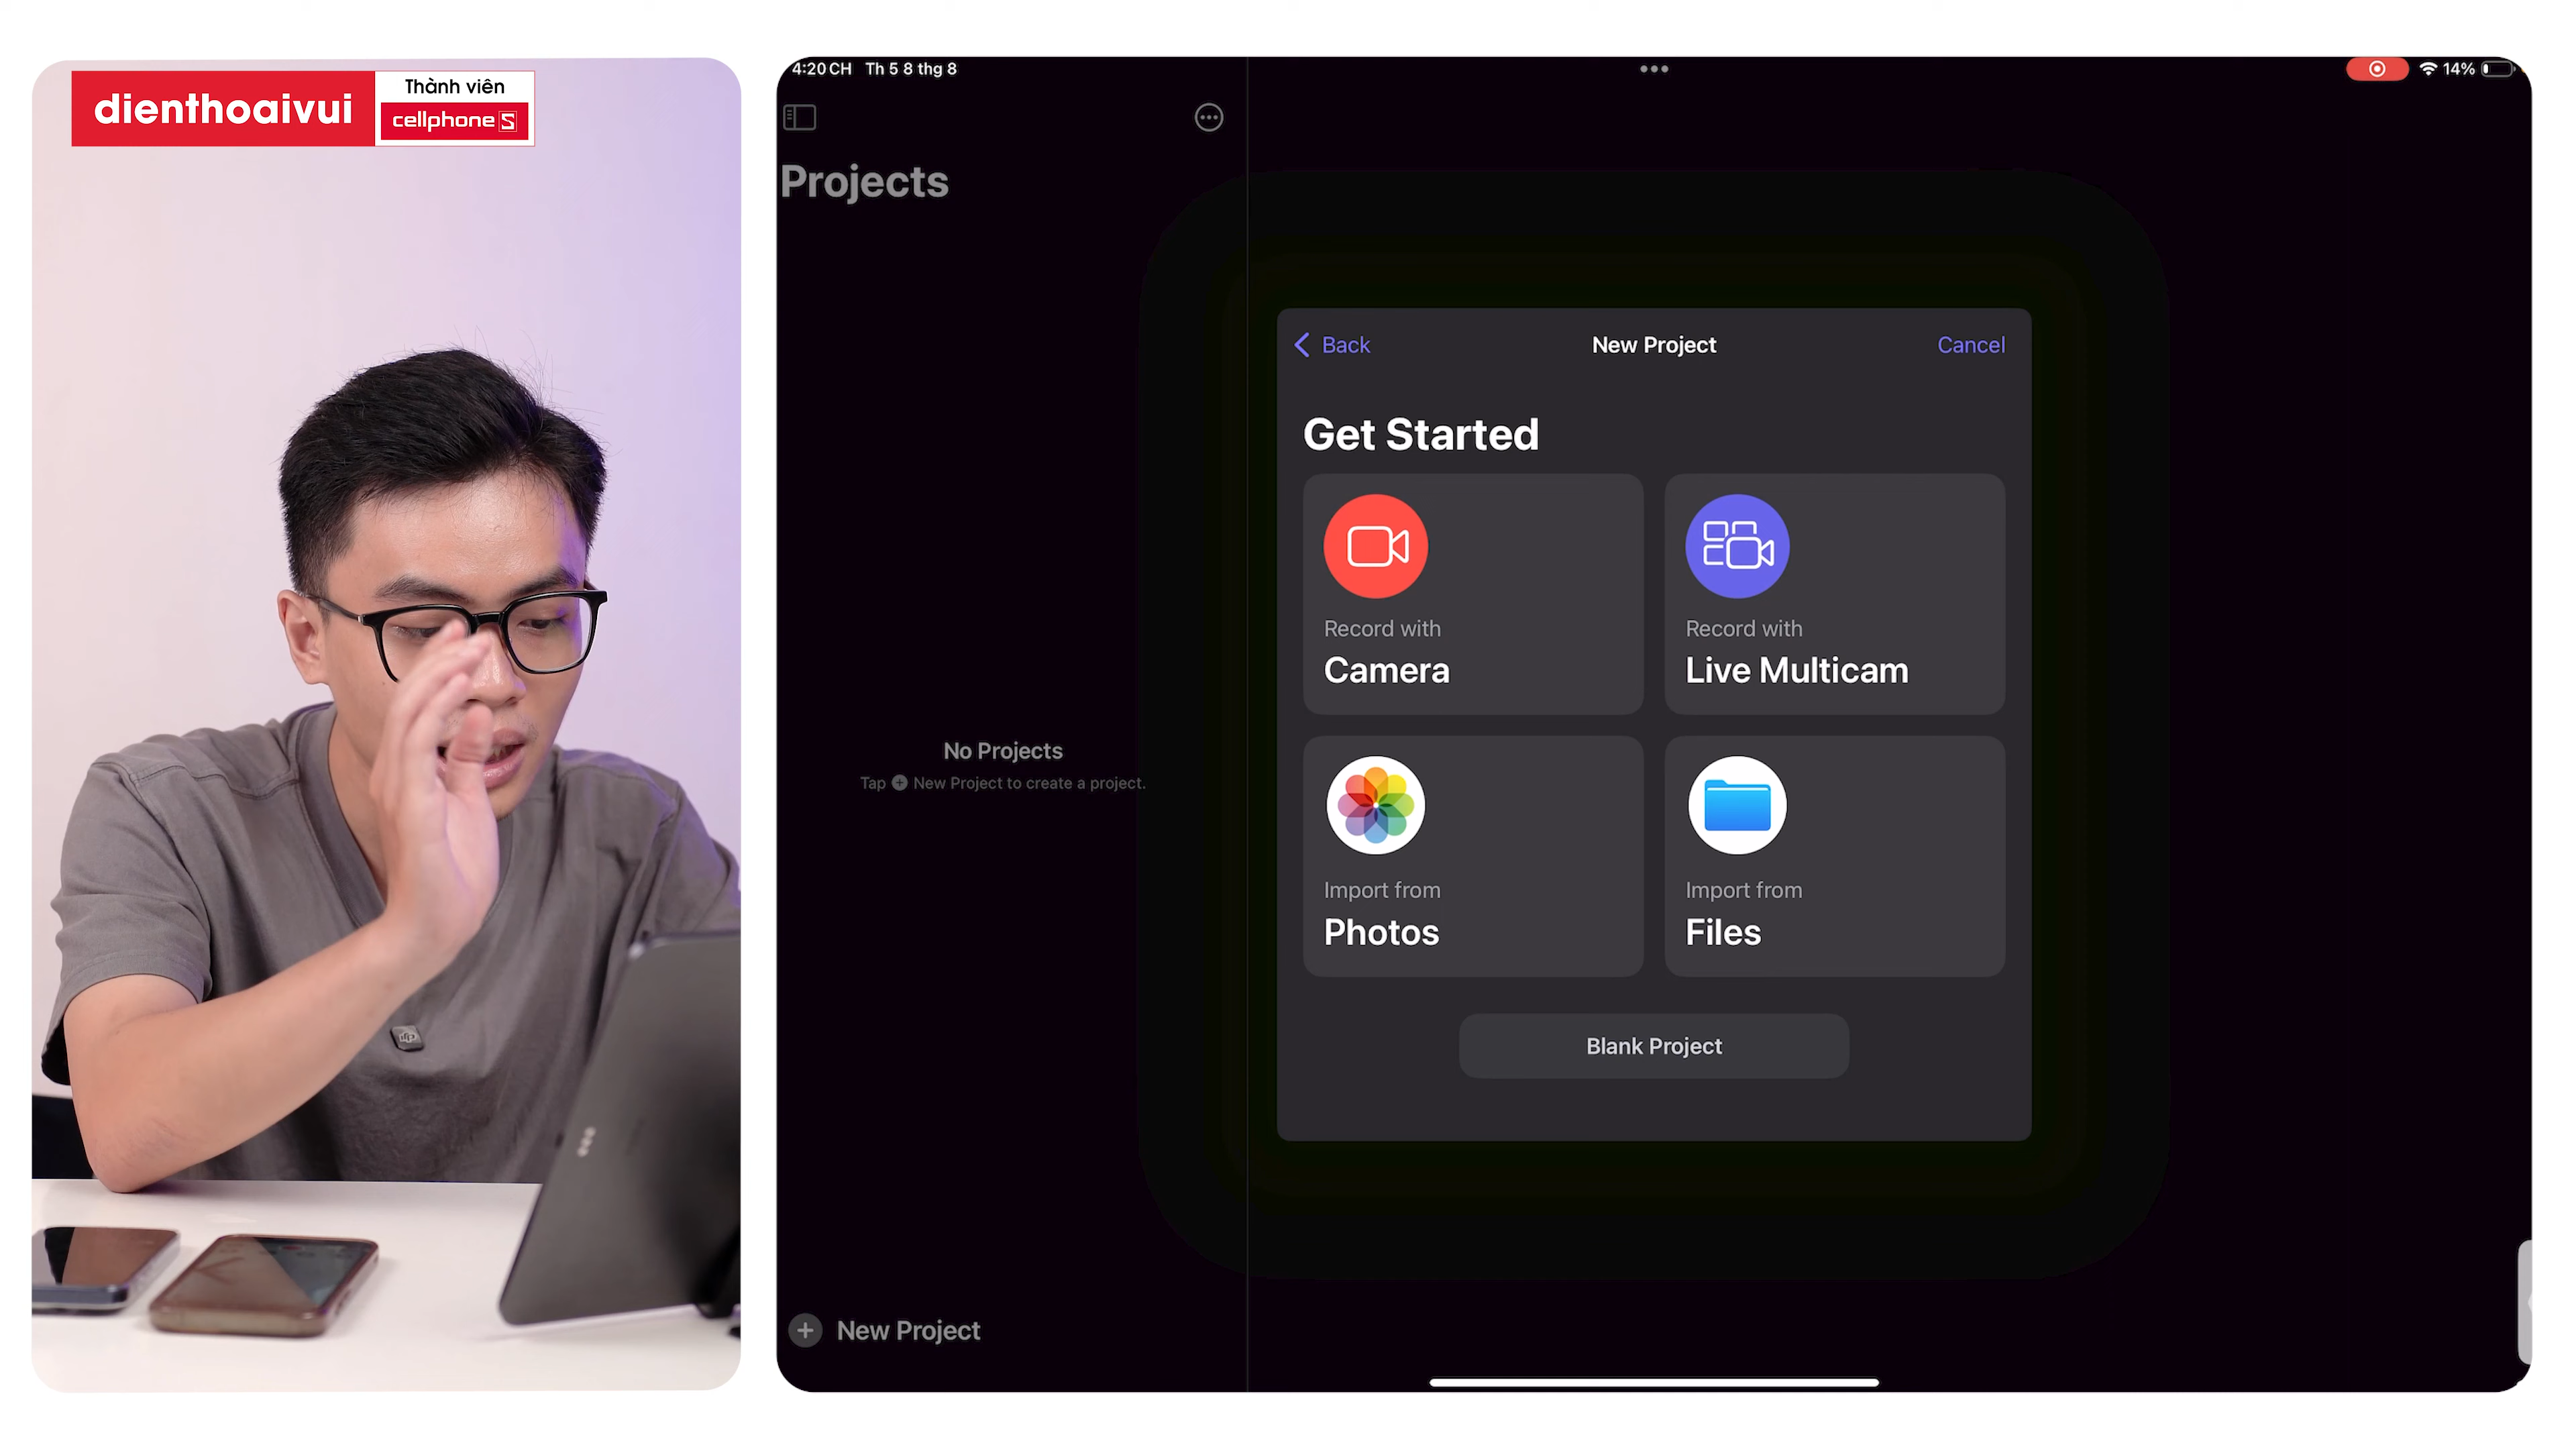 dienthoaivui
Thành viên
cellphoneS
4:20 CH Th 5 8 thg 8
14%
Projects
No Projects
Tap + New Project to create a project.
New Project
Back
New Project
Cancel
Get Started
Record with
Camera
Record with
Live Multicam
Import from
Photos
Import from
Files
Blank Project